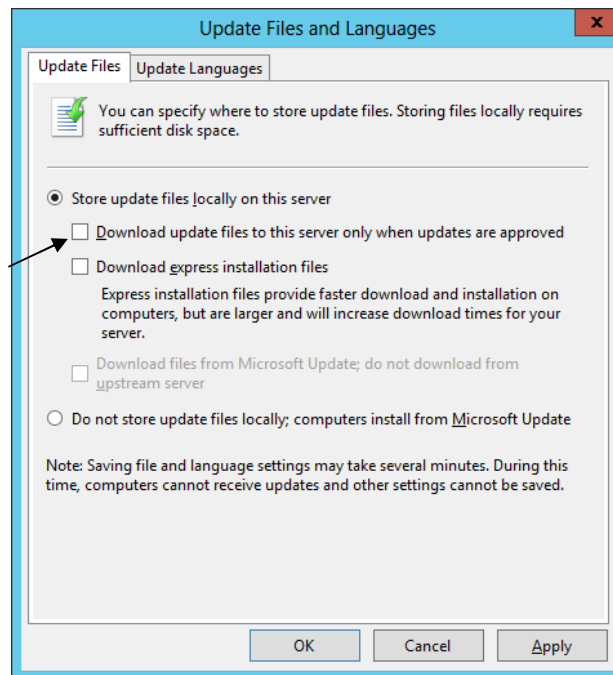 Update Files and Languages
x
Update Files
Update Languages
You can specify where to store update files. Storing files locally requires
sufficient disk space.
Store update files locally on this server
Download update files to this server only when updates are approved
Download express installation files
Express installation files provide faster download and installation on
computers, but are larger and will increase download times for your
server.
Download files from Microsoft Update; do not download from
upstream server
Do not store update files locally; computers install from Microsoft Update
Note: Saving file and language settings may take several minutes. During this
time, computers cannot receive updates and other settings cannot be saved.
OK
Cancel
Apply